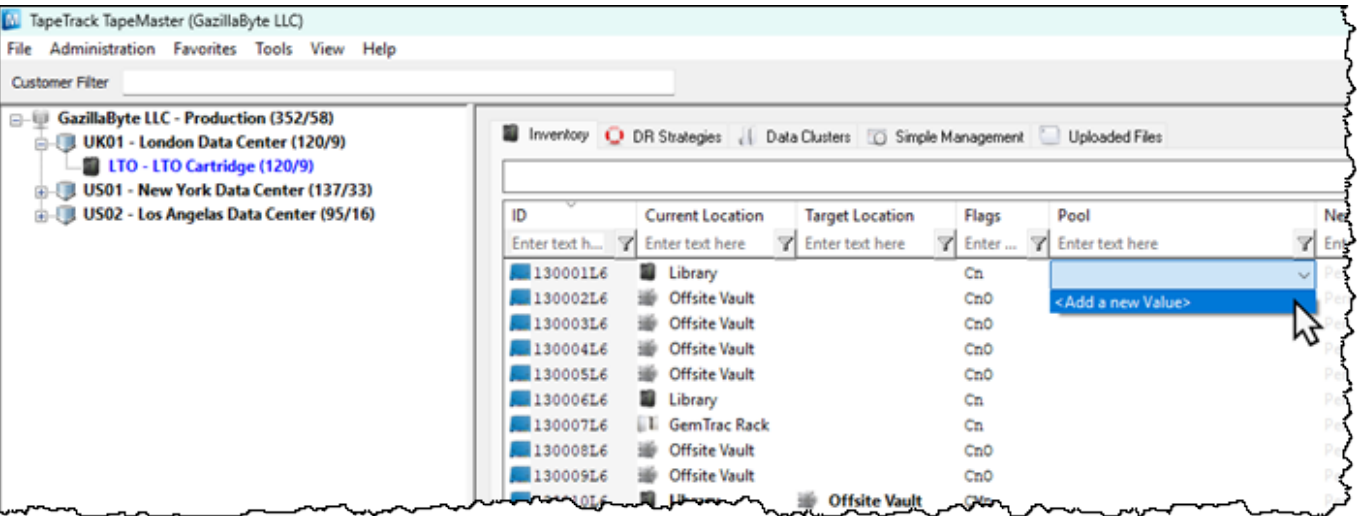 TapeTrack TapeMaster (GazillaByte LLC)
File Administration Favorites Tools View Help
Customer Filter
GazillaByte LLC - Production (352/58)
UK01 - London Data Center (120/9)
LTO - LTO Cartridge (120/9)
US01 - New York Data Center (137/33)
US02 - Los Angelas Data Center (95/16)
Inventory DR Strategies Data Clusters Simple Management Uploaded Files
ID Current Location Target Location Flags Pool
Enter text h... Enter text here Enter text here Enter ... Enter text here
130001L6 Library Cn
<Add a new Value>
130002L6 Offsite Vault CnO
130003L6 Offsite Vault CnO
130004L6 Offsite Vault CnO
130005L6 Offsite Vault CnO
130006L6 Library Cn
130007L6 GemTrac Rack Cn
130008L6 Offsite Vault CnO
130009L6 Offsite Vault CnO
Offsite Vault